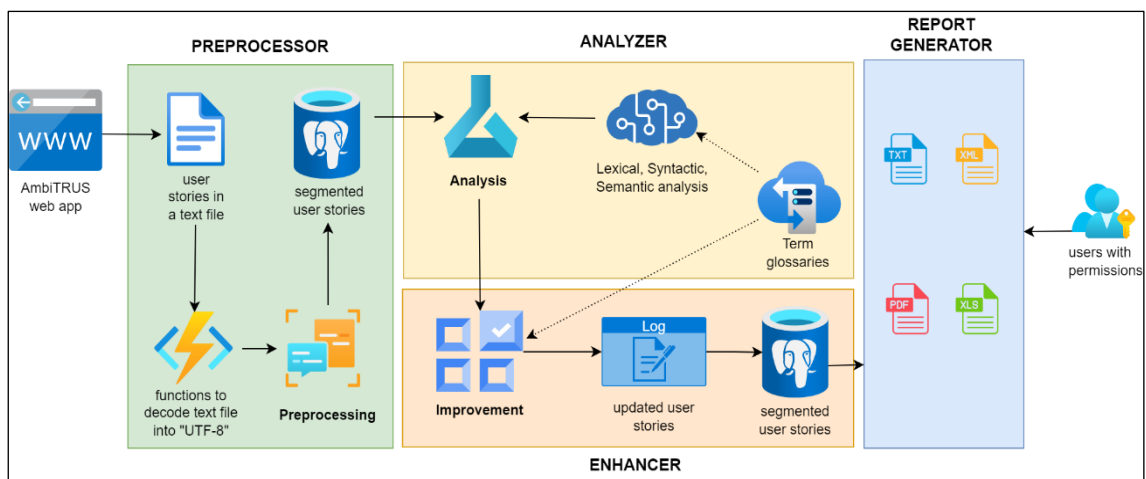 PREPROCESSOR
ANALYZER
REPORT
GENERATOR
WWW
AmbiTRUS
web app
user
stories in
a text file
segmented
user stories
Analysis
Lexical, Syntactic,
Semantic analysis
Term
glossaries
TXT
XML
PDF
XLS
users with
permissions
functions to
decode text file
into "UTF-8"
Preprocessing
Improvement
Log
updated user
stories
segmented
user stories
ENHANCER